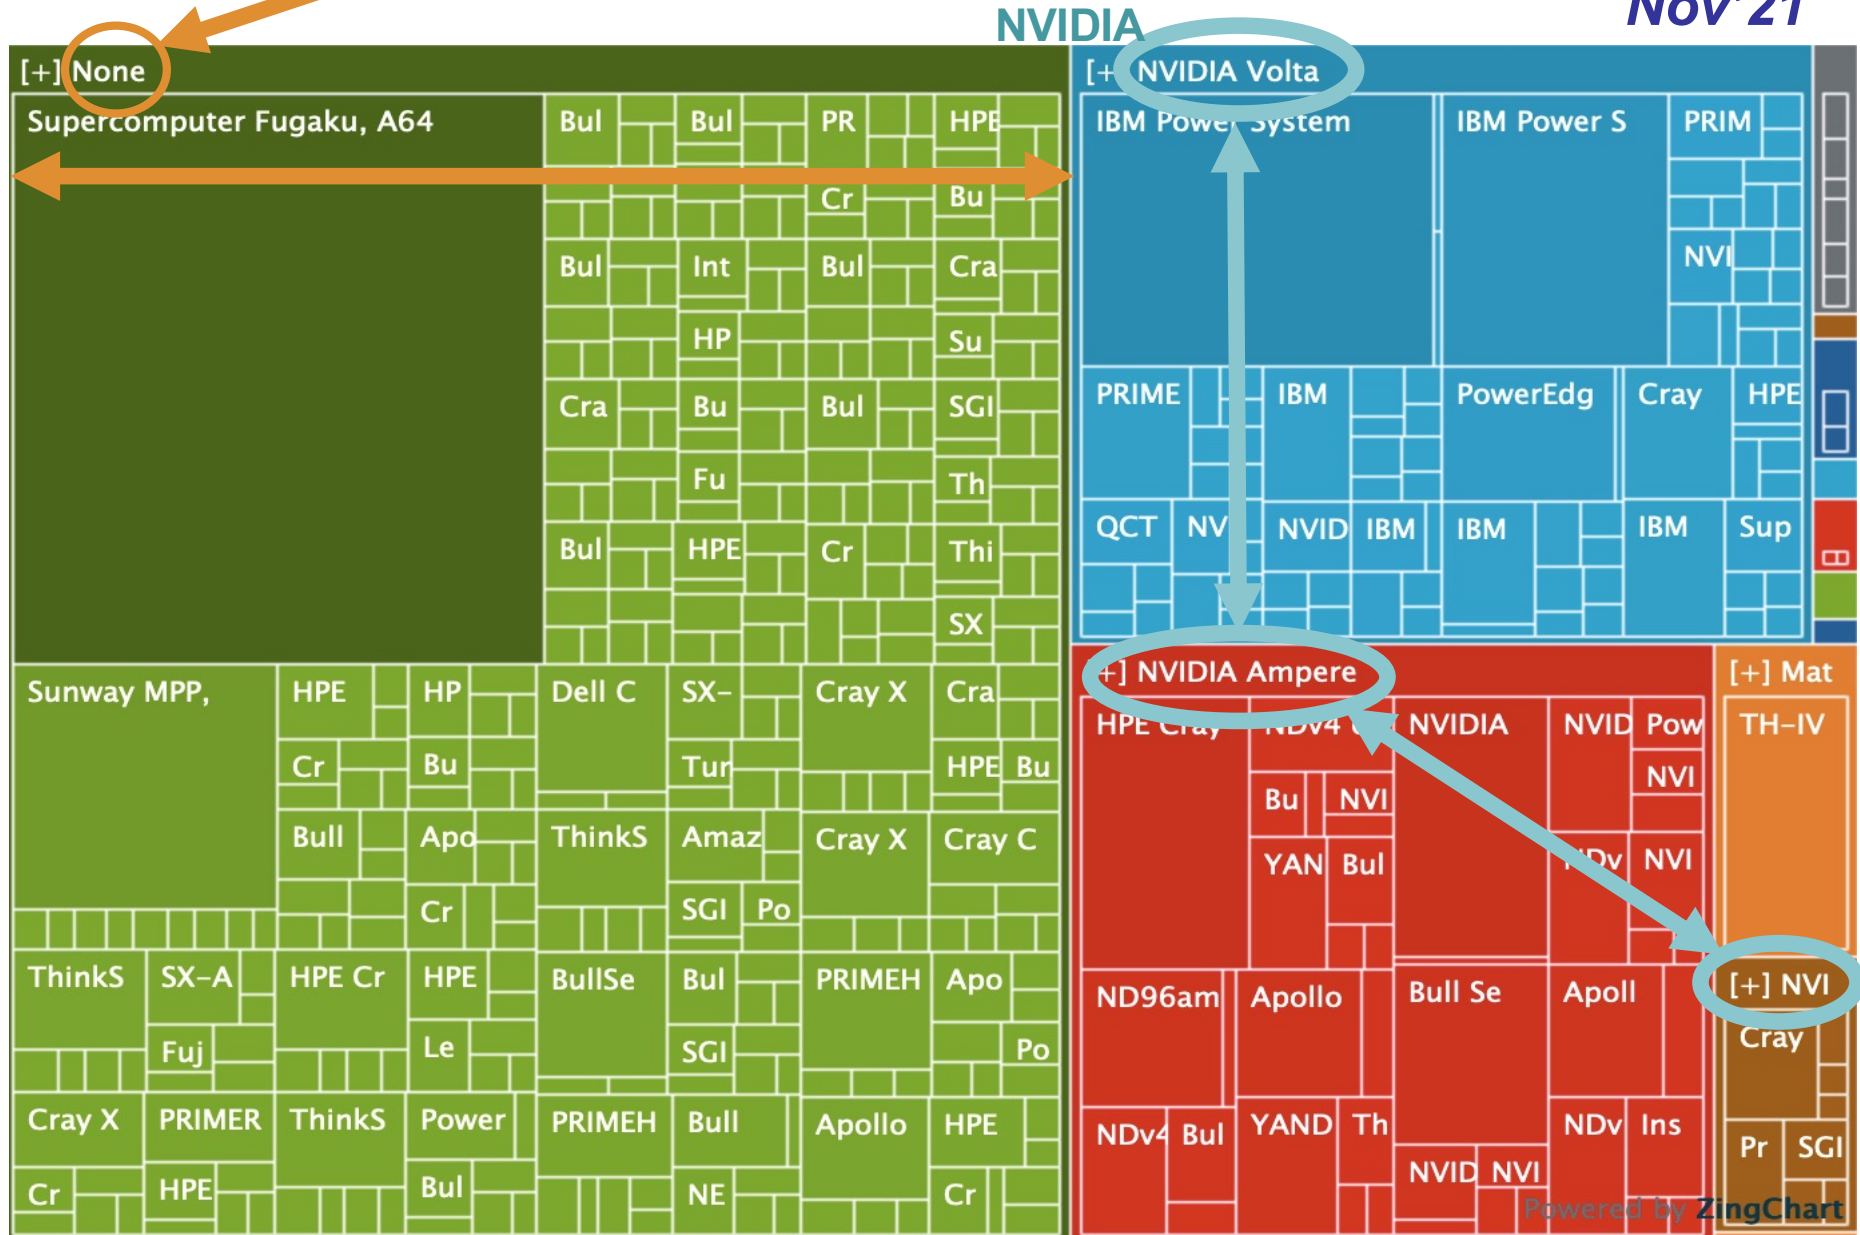 Nov'21
NVIDIA
[+] None
Supercomputer Fugaku, A64
Bul
Bul
PR
HPE
Cr
Bu
Bul
Int
Bul
Cra
HP
Su
Cra
Bu
Bul
SGI
Fu
Th
Bul
HPE
Cr
Thi
SX
Sunway MPP,
HPE
HP
Dell C
SX-
Cray X
Cra
Cr
Bu
Tur
HPE
Bu
Bull
Apo
ThinkS
Amaz
Cray X
Cray C
Cr
SGI
Po
ThinkS
SX-A
HPE Cr
HPE
BullSe
Bul
PRIMEH
Apo
Fuj
Le
SGI
Po
Cray X
PRIMER
ThinkS
Power
PRIMEH
Bull
Apollo
HPE
Cr
HPE
Bul
NE
Cr
[+] NVIDIA Volta
IBM Power System
IBM Power S
PRIM
NVI
PRIME
IBM
PowerEdg
Cray
HPE
QCT
NV
NVID
IBM
IBM
IBM
Sup
[+] NVIDIA Ampere
HPE Cray
NDv4
NVIDIA
NVID
Pow
NVI
Bu
NVI
YAN
Bul
NDv
NVI
ND96am
Apollo
Bull Se
Apoll
NDv4
Bul
YAND
Th
NDv
Ins
NVID
NVI
[+] Mat
TH-IV
[+] NVI
Cray
Pr
SGI
Powered by ZingChart